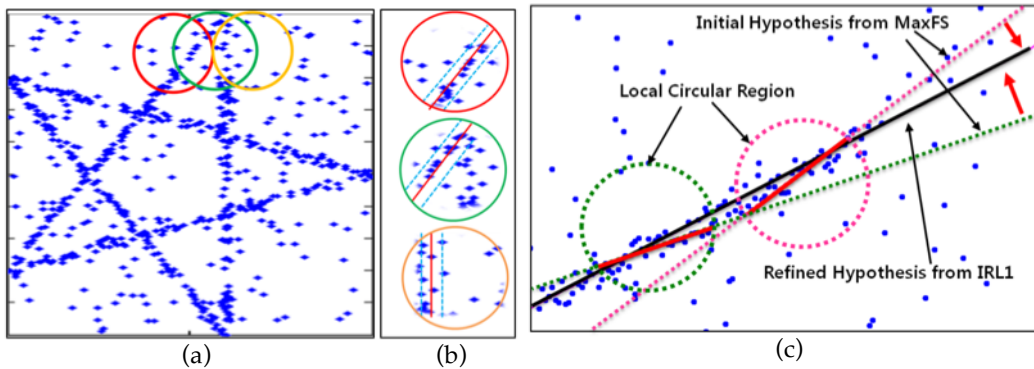 Initial Hypothesis from MaxFS
Local Circular Region
Refined Hypothesis from IRL1
(a)
(b)
(c)